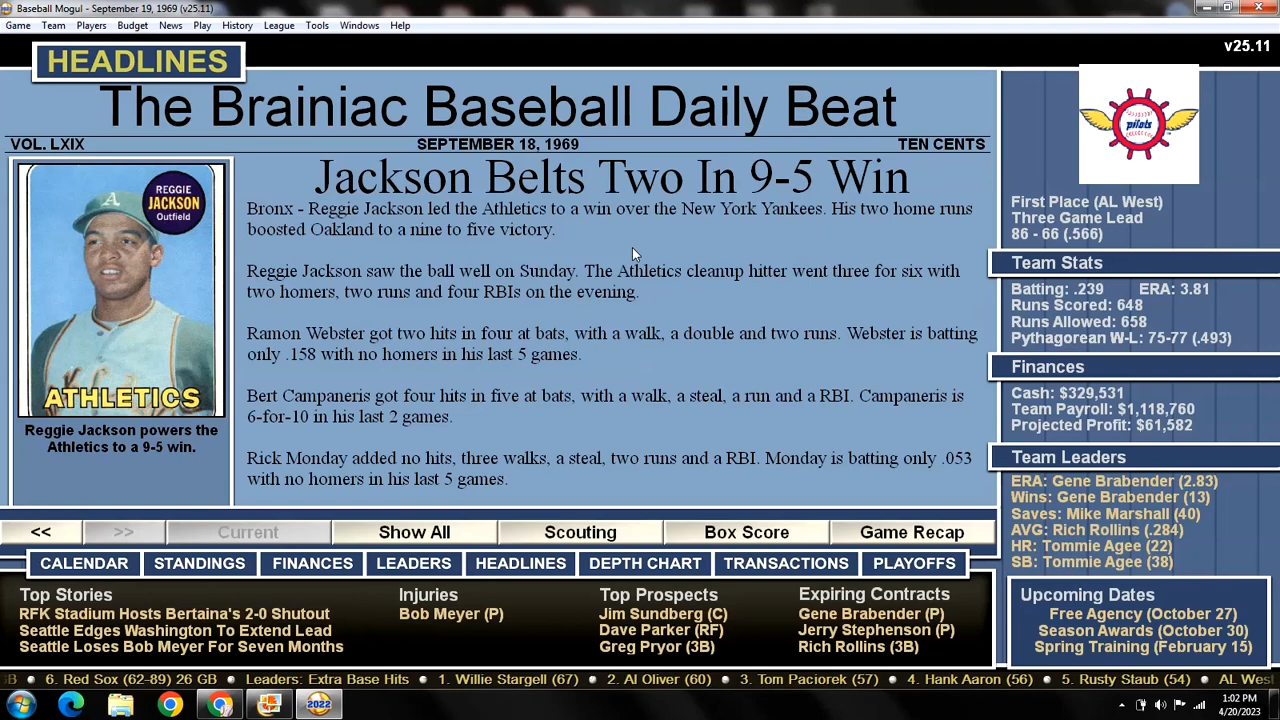 Baseball Mogul - September 19, 1969 (v25.11)
Game Team Players Budget News Play History League Tools Windows Help
HEADLINES
v25.11
The Brainiac Baseball Daily Beat
VOL. LXIX SEPTEMBER 18, 1969 TEN CENTS
REGGIE
JACKSON
Outfield
A
ATHLETICS
Reggie Jackson powers the
Athletics to a 9-5 win.
Jackson Belts Two In 9-5 Win
Bronx - Reggie Jackson led the Athletics to a win over the New York Yankees. His two home runs
boosted Oakland to a nine to five victory.
Reggie Jackson saw the ball well on Sunday. The Athletics cleanup hitter went three for six with
two homers, two runs and four RBIs on the evening.
Ramon Webster got two hits in four at bats, with a walk, a double and two runs. Webster is batting
only .158 with no homers in his last 5 games.
Bert Campaneris got four hits in five at bats, with a walk, a steal, a run and a RBI. Campaneris is
6-for-10 in his last 2 games.
Rick Monday added no hits, three walks, a steal, two runs and a RBI. Monday is batting only .053
with no homers in his last 5 games.
pilots
First Place (AL West)
Three Game Lead
86 - 66 (.566)
Team Stats
Batting: .239 ERA: 3.81
Runs Scored: 648
Runs Allowed: 658
Pythagorean W-L: 75-77 (.493)
Finances
Cash: $329,531
Team Payroll: $1,118,760
Projected Profit: $61,582
Team Leaders
ERA: Gene Brabender (2.83)
Wins: Gene Brabender (13)
Saves: Mike Marshall (40)
AVG: Rich Rollins (.284)
HR: Tommie Agee (22)
SB: Tommie Agee (38)
<< >> Current Show All Scouting Box Score Game Recap
CALENDAR STANDINGS FINANCES LEADERS HEADLINES DEPTH CHART TRANSACTIONS PLAYOFFS
Top Stories
RFK Stadium Hosts Bertaina's 2-0 Shutout
Seattle Edges Washington To Extend Lead
Seattle Loses Bob Meyer For Seven Months
Injuries
Bob Meyer (P)
Top Prospects
Jim Sundberg (C)
Dave Parker (RF)
Greg Pryor (3B)
Expiring Contracts
Gene Brabender (P)
Jerry Stephenson (P)
Rich Rollins (3B)
Upcoming Dates
Free Agency (October 27)
Season Awards (October 30)
Spring Training (February 15)
GB 6. Red Sox (62-89) 26 GB Leaders: Extra Base Hits 1. Willie Stargell (67) 2. Al Oliver (60) 3. Tom Paciorek (57) 4. Hank Aaron (56) 5. Rusty Staub (54) AL West
2022
1:02 PM
4/20/2023